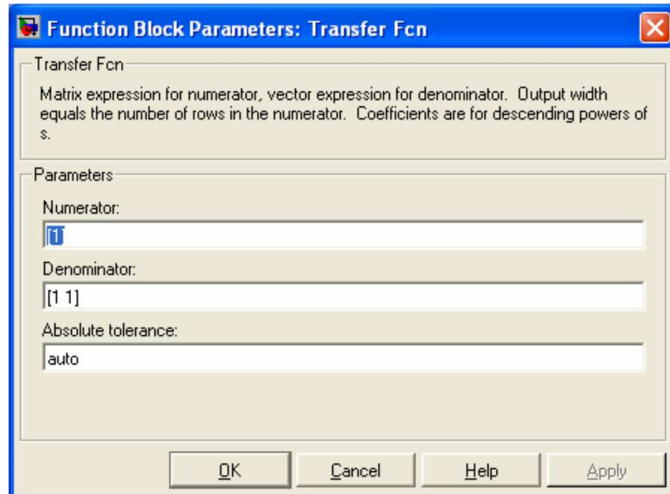 Function Block Parameters: Transfer Fcn
Transfer Fcn
Matrix expression for numerator, vector expression for denominator. Output width
equals the number of rows in the numerator. Coefficients are for descending powers of
s.
Parameters
Numerator:
[1]
Denominator:
[1 1]
Absolute tolerance:
auto
OK Cancel Help Apply